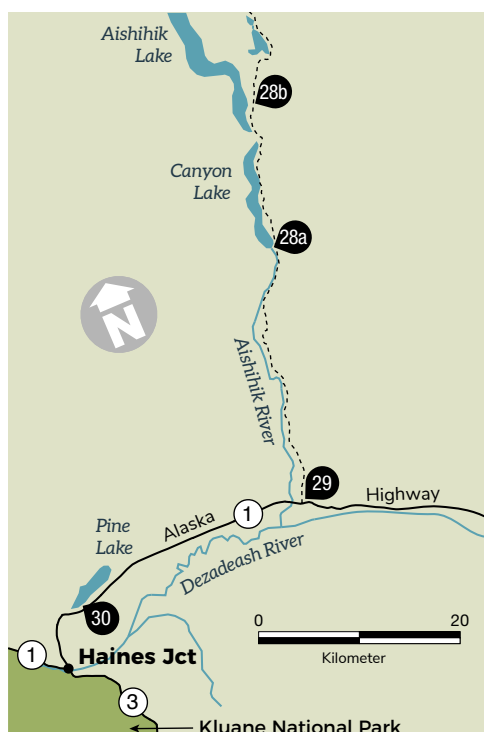 Aishihik
Lake
28b
Canyon
Lake
28a
N
Aishihik River
29
Highway
Alaska
1
Pine
Lake
Dezadeash River
30
0 20
Kilometer
1
Haines Jct
3
Kluane National Park